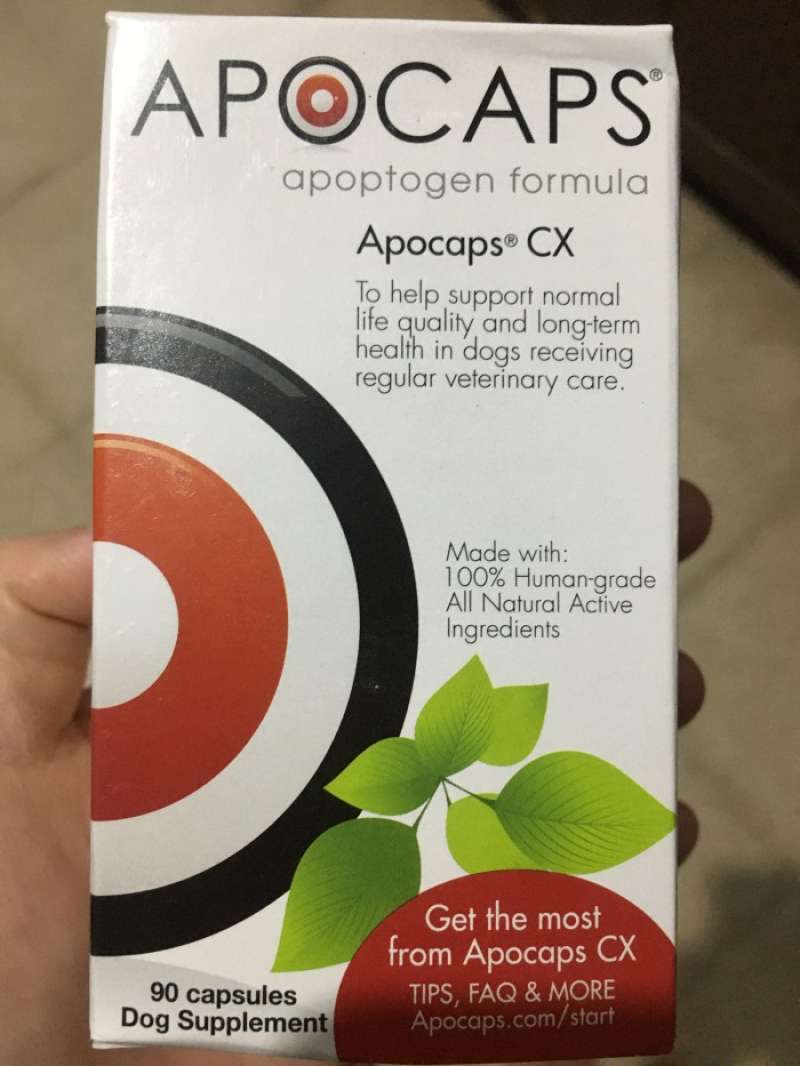 APOCAPS®
apoptogen formula
Apocaps® CX
To help support normal
life quality and long-term
health in dogs receiving
regular veterinary care.
Made with:
100% Human-grade
All Natural Active
Ingredients
Get the most
from Apocaps CX
TIPS, FAQ & MORE
Apocaps.com/start
90 capsules
Dog Supplement